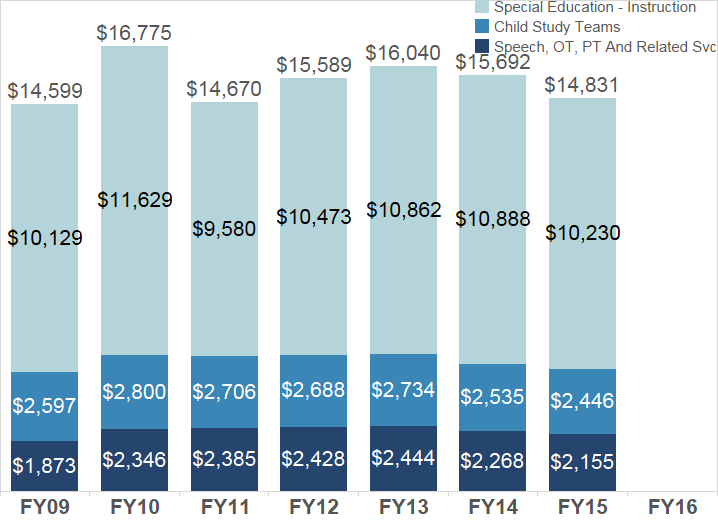 Special Education - Instruction
Child Study Teams
Speech, OT, PT And Related Svc
$14,599 $16,775 $14,670 $15,589 $16,040 $15,692 $14,831
$10,129 $11,629 $9,580 $10,473 $10,862 $10,888 $10,230
$2,597 $2,800 $2,706 $2,688 $2,734 $2,535 $2,446
$1,873 $2,346 $2,385 $2,428 $2,444 $2,268 $2,155
FY09 FY10 FY11 FY12 FY13 FY14 FY15 FY16